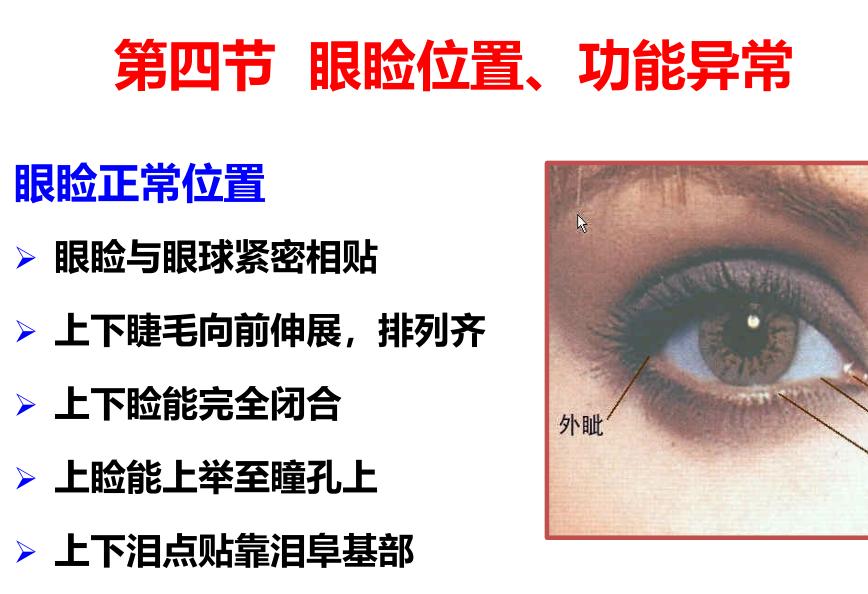 第四节 眼睑位置、功能异常
眼睑正常位置
眼睑与眼球紧密相贴
上下睫毛向前伸展，排列齐
上下睑能完全闭合
上睑能上举至瞳孔上
上下泪点贴靠泪阜基部
外眦